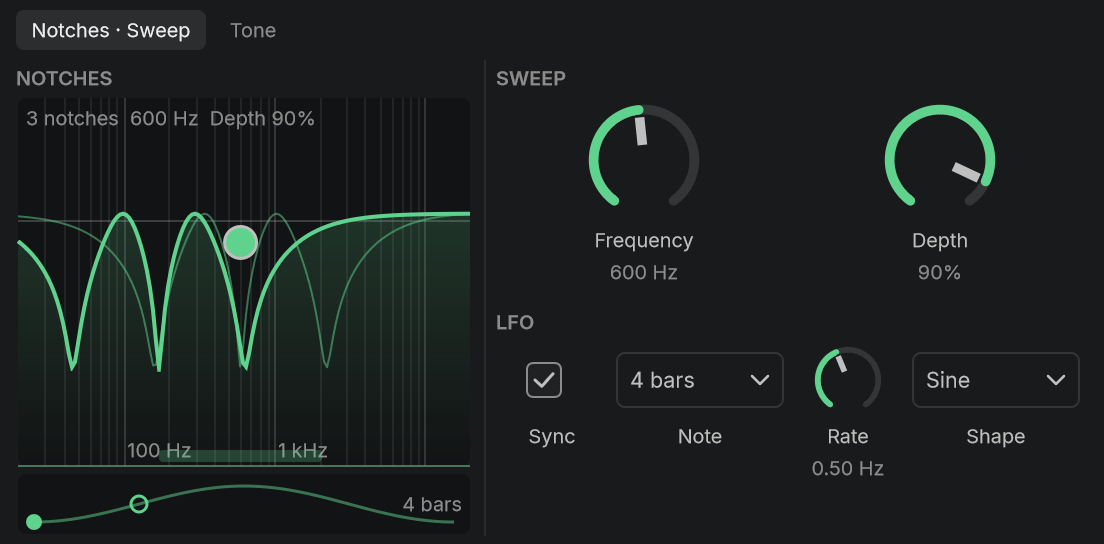 Notches · Sweep
Tone
NOTCHES
3 notches 600 Hz Depth 90%
100 Hz
1 kHz
4 bars
SWEEP
Frequency
600 Hz
Depth
90%
LFO
Sync
4 bars
Note
Rate
0.50 Hz
Sine
Shape